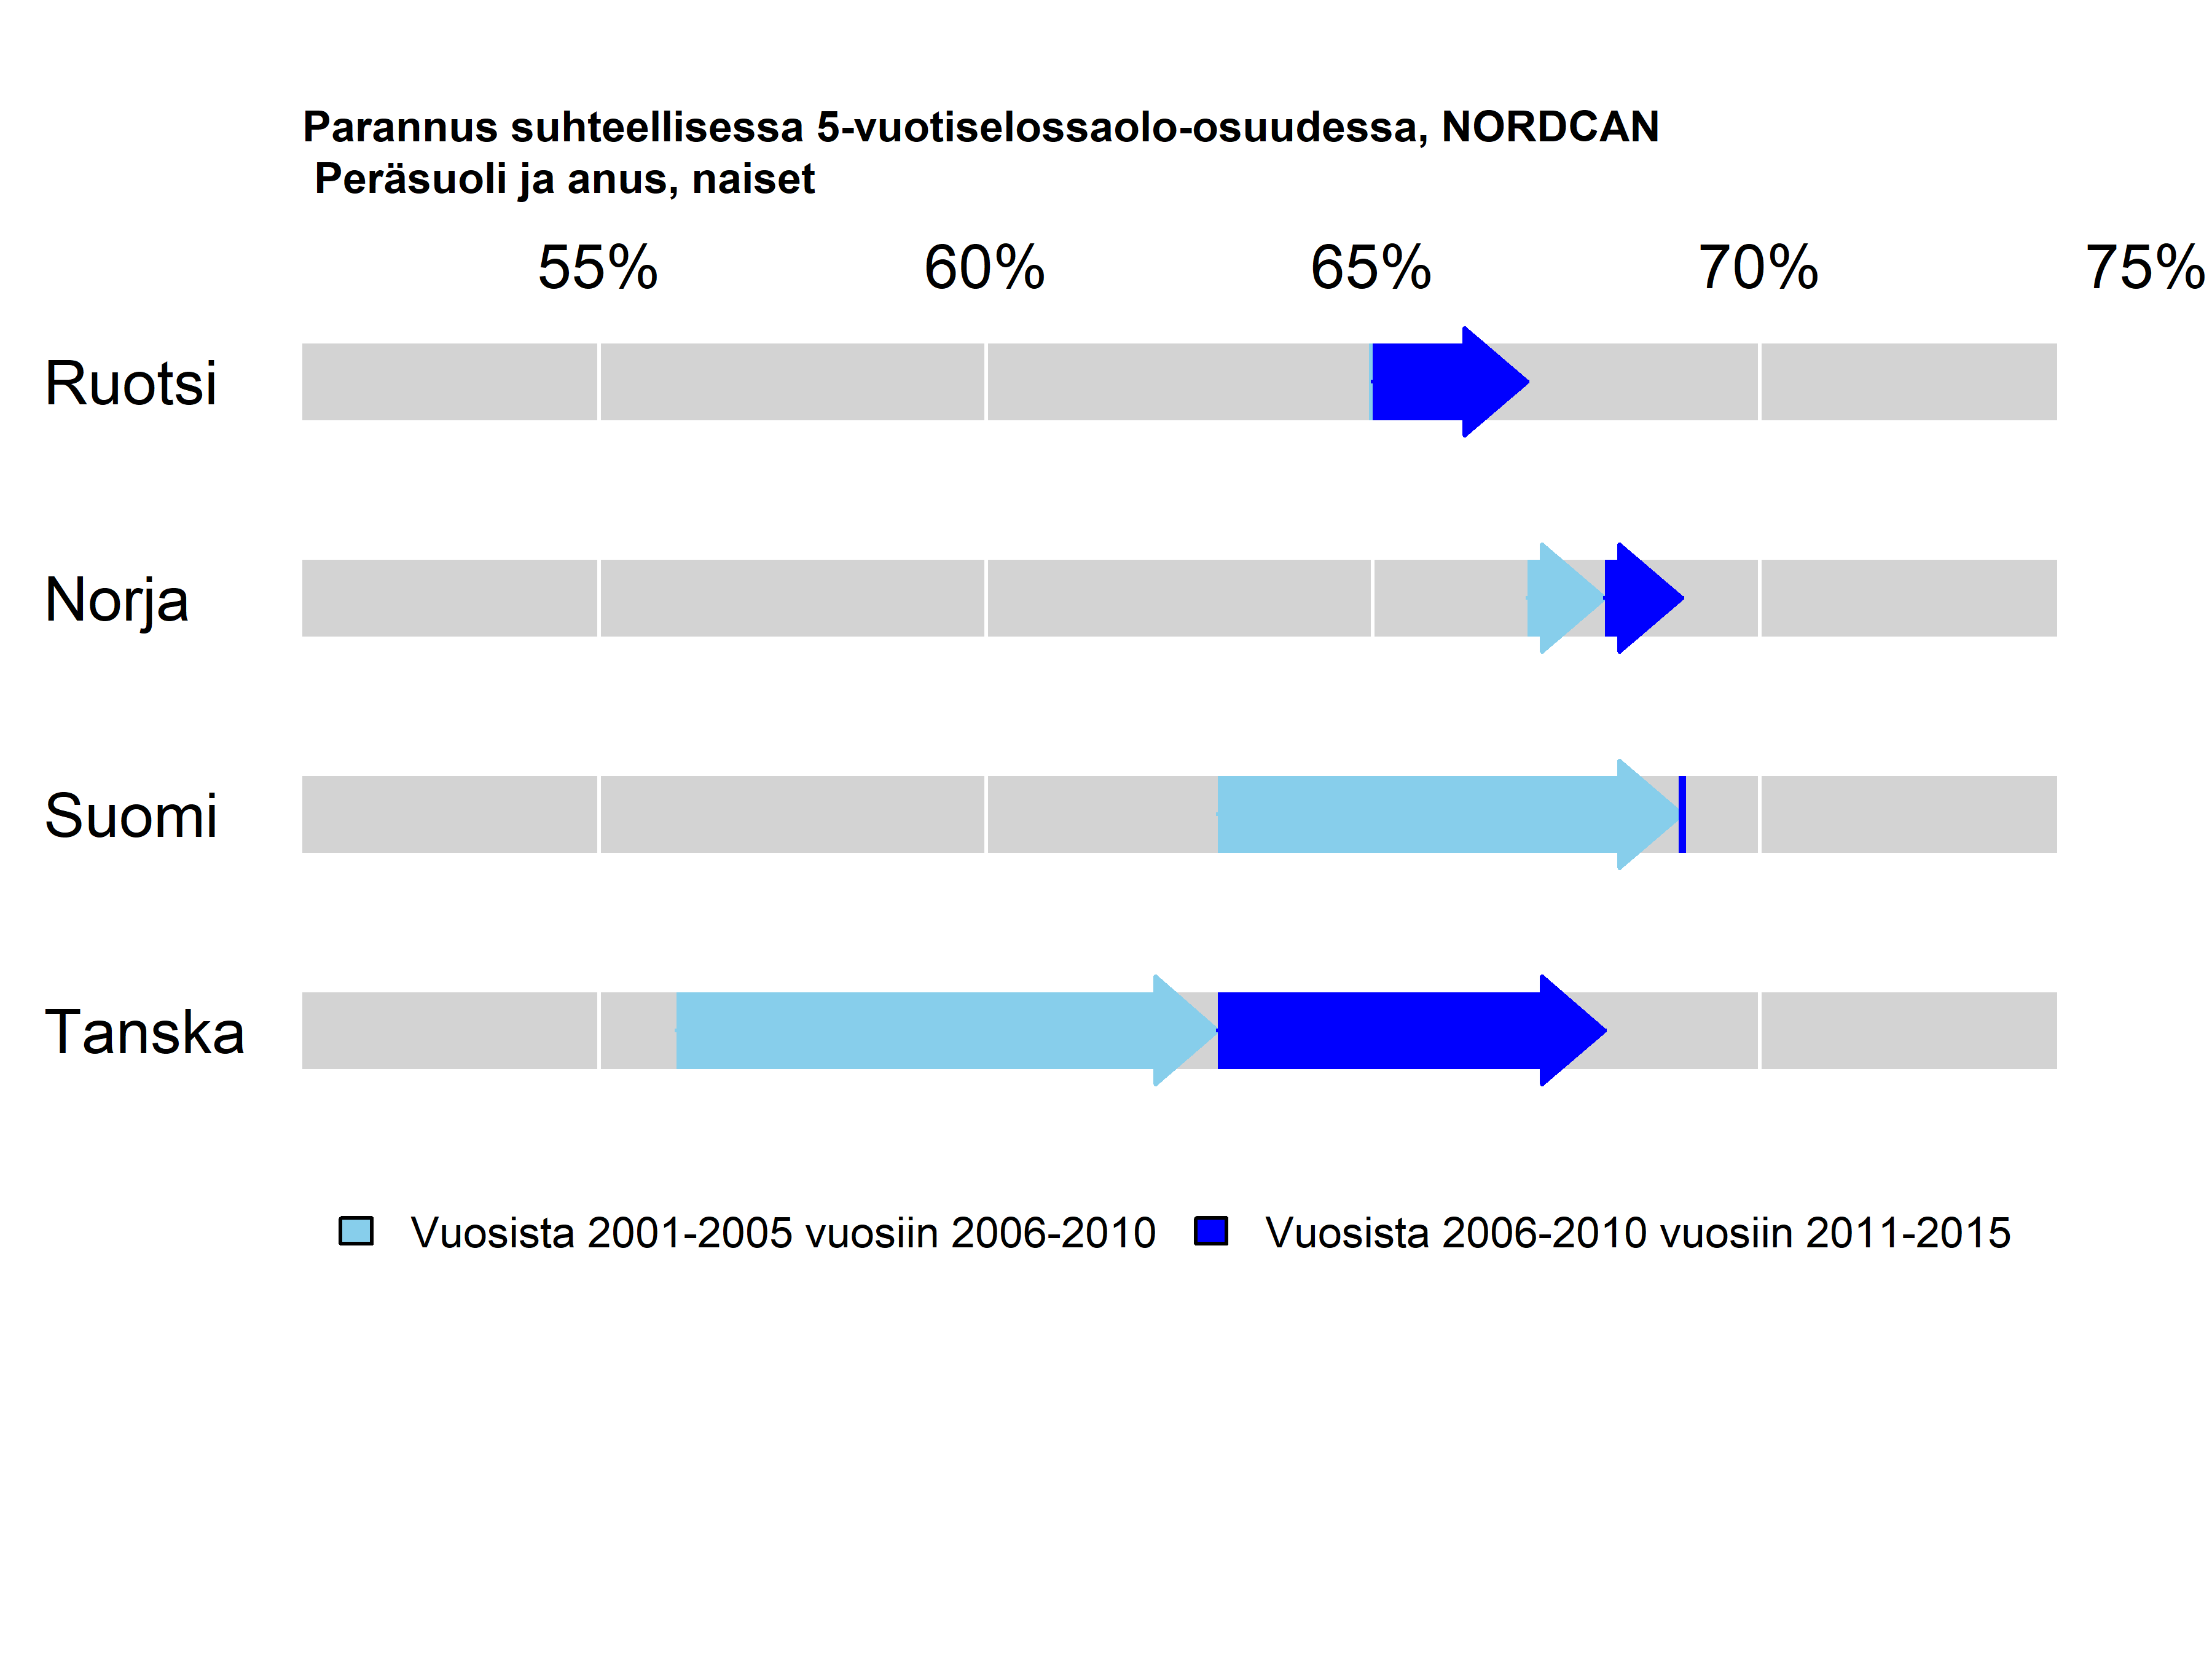 Parannus suhteellisessa 5-vuotiselossaolo-osuudessa, NORDCAN
Peräsuoli ja anus, naiset
55% 60% 65% 70% 75%
Ruotsi
Norja
Suomi
Tanska
Vuosista 2001-2005 vuosiin 2006-2010 Vuosista 2006-2010 vuosiin 2011-2015